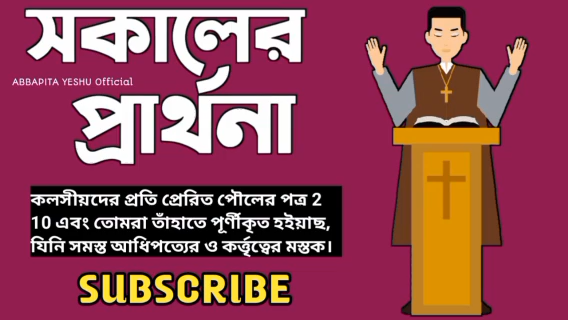 সকালের
ABBAPITA YESHU Official
প্রার্থনা
কলসীয়দের প্রতি প্রেরিত পৌলের পত্র 2
10 এবং তোমরা তাঁহাতে পূর্ণীকৃত হইয়াছ,
যিনি সমস্ত আধিপত্যের ও কর্ত্তৃত্বের মস্তক।
SUBSCRIBE